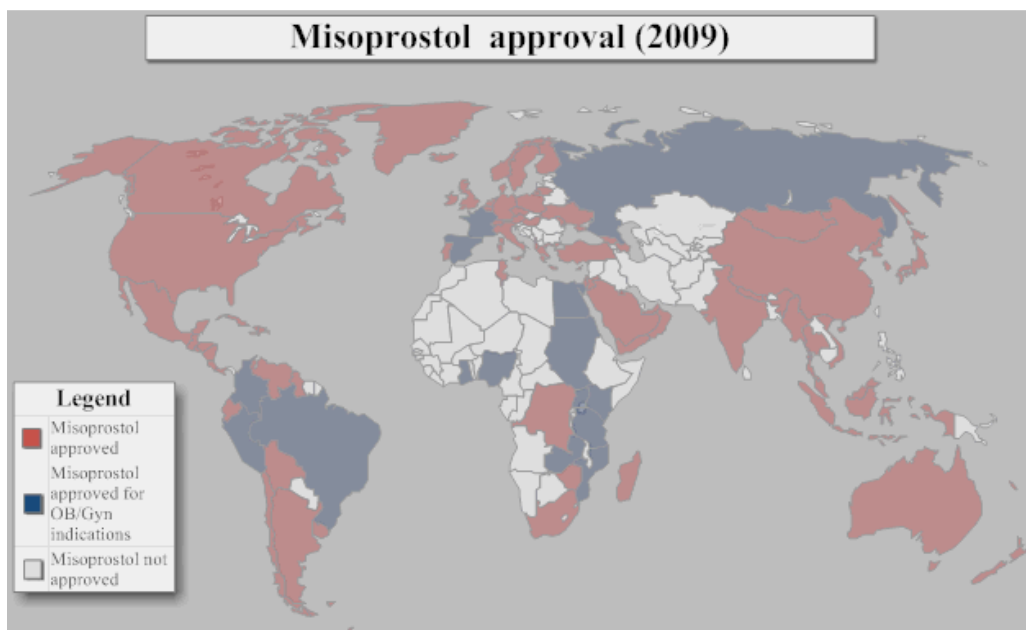 Misoprostol approval (2009)
Legend
Misoprostol
approved
Misoprostol
approved for
OB/Gyn
indications
Misoprostol not
approved